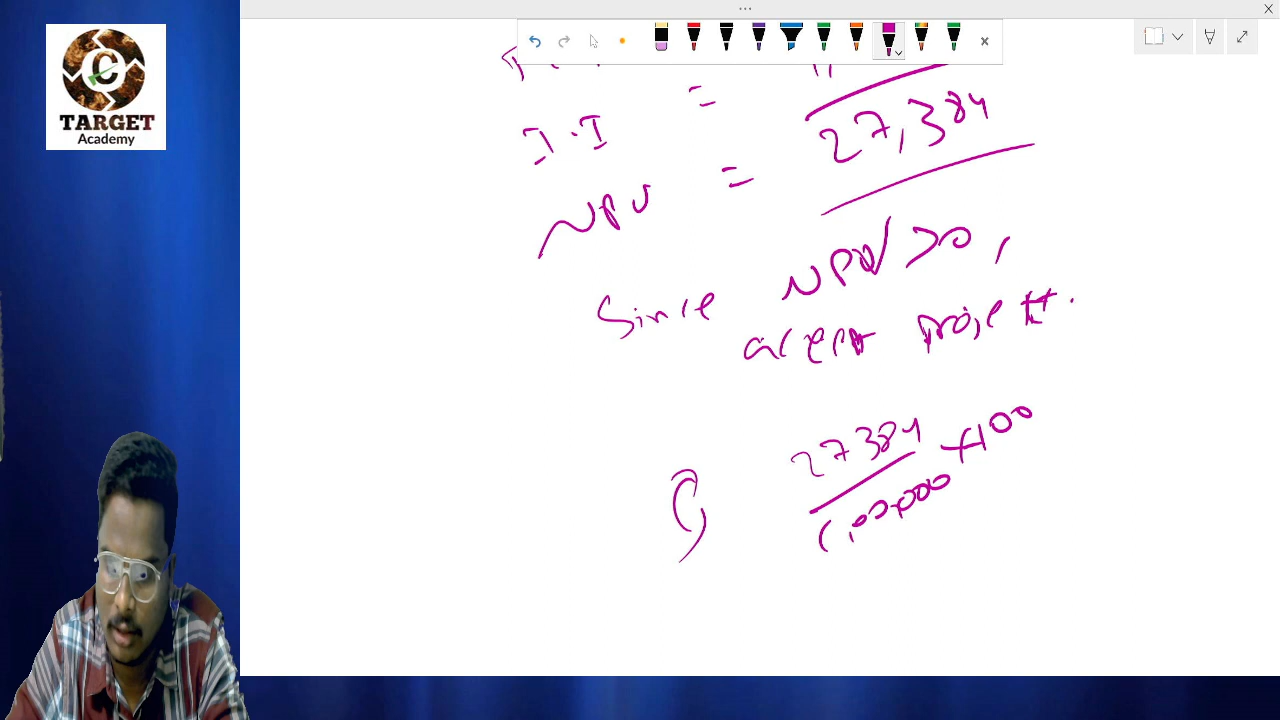 TARGET
Academy
I.I =
27,384
NPV =
Since NPV >0,
accept project.
27384 × 100
1,00,000